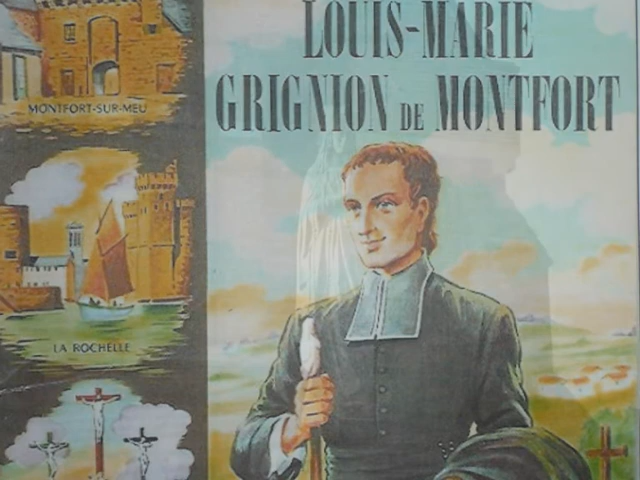 LOUIS-MARIE
GRIGNION DE MONTFORT
MONTFORT-SUR-MEU
LA ROCHELLE